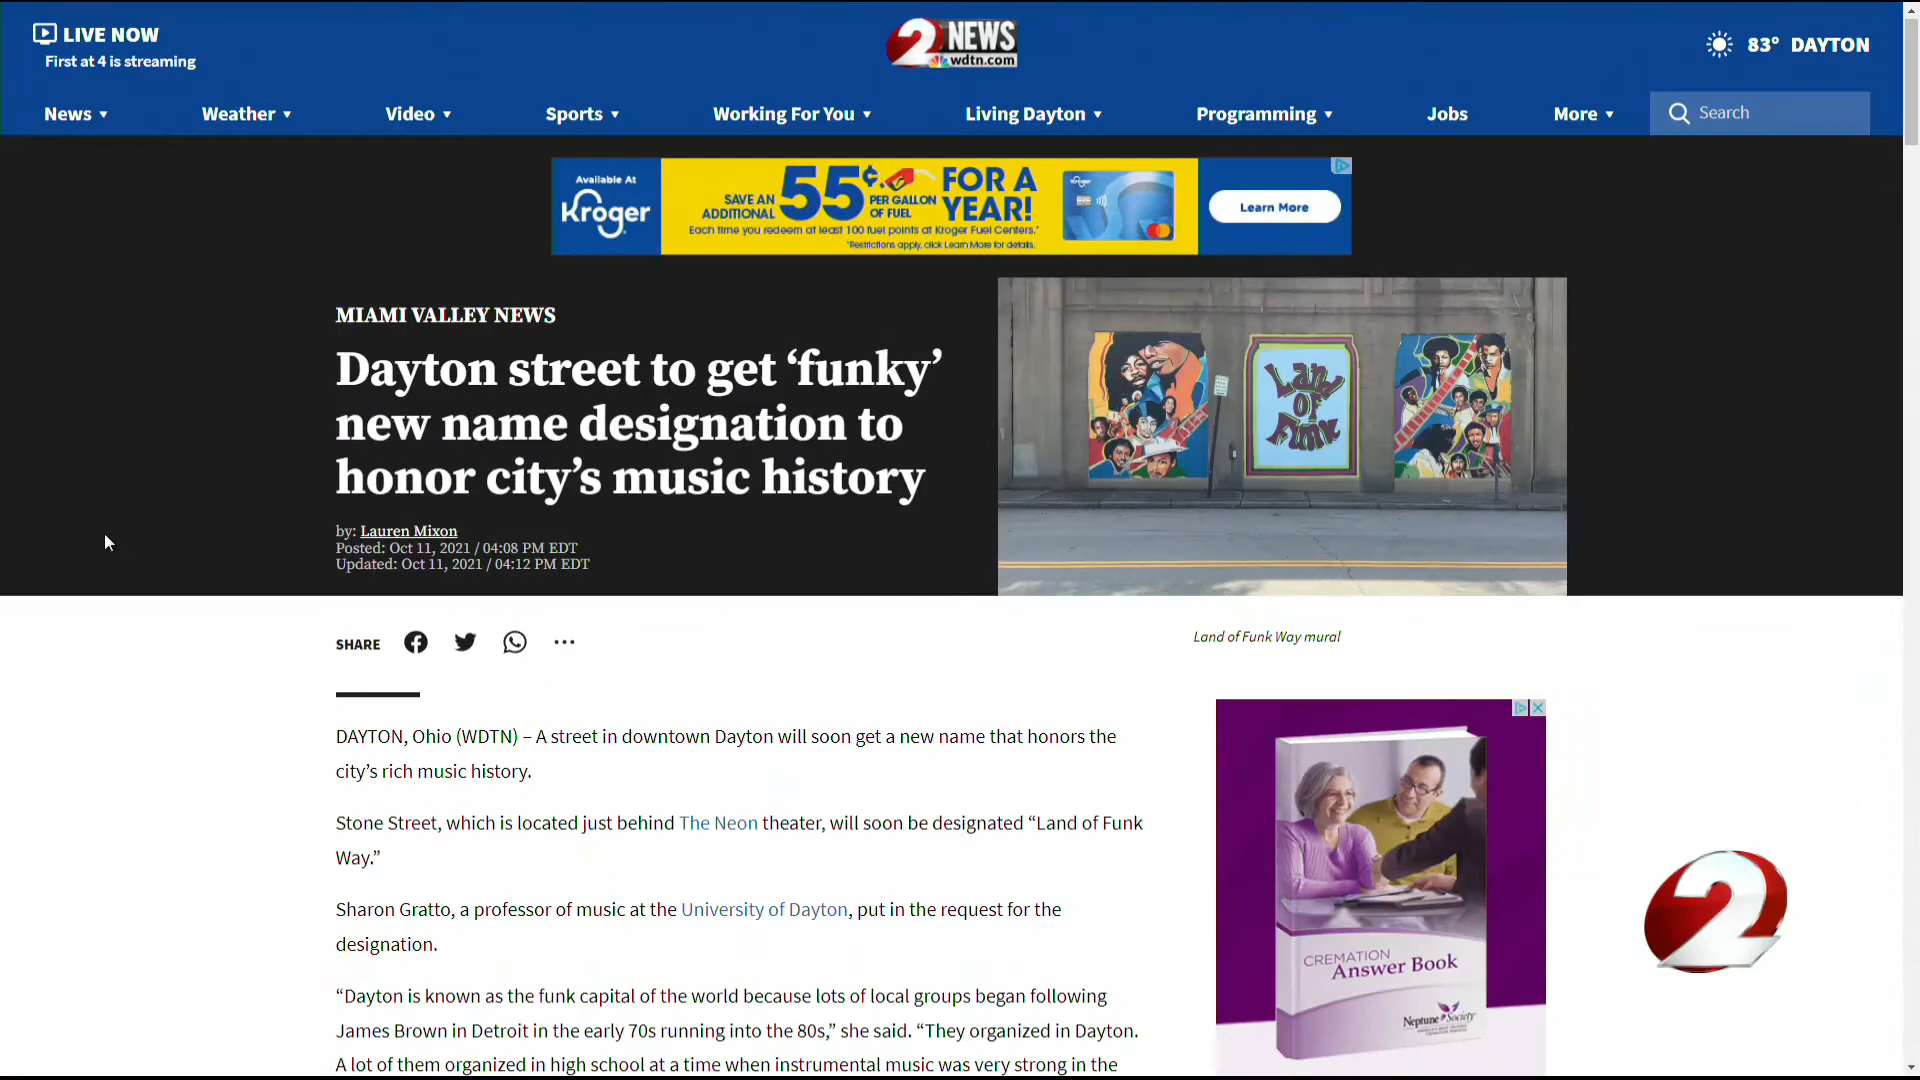 LIVE NOW
First at 4 is streaming
2 NEWS
wdtn.com
83° DAYTON
News
Weather
Video
Sports
Working For You
Living Dayton
Programming
Jobs
More
Search
Available At
Kroger
SAVE AN ADDITIONAL 55¢ PER GALLON OF FUEL FOR A YEAR!
Each time you redeem at least 100 fuel points at Kroger Fuel Centers.*
*Restrictions apply, click Learn More for details.
Kroger
Learn More
MIAMI VALLEY NEWS
Dayton street to get ‘funky’
new name designation to
honor city’s music history
by: Lauren Mixon
Posted: Oct 11, 2021 / 04:08 PM EDT
Updated: Oct 11, 2021 / 04:12 PM EDT
Land
of
Funk
SHARE
Land of Funk Way mural
DAYTON, Ohio (WDTN) – A street in downtown Dayton will soon get a new name that honors the
city’s rich music history.
Stone Street, which is located just behind The Neon theater, will soon be designated “Land of Funk
Way.”
Sharon Gratto, a professor of music at the University of Dayton, put in the request for the
designation.
“Dayton is known as the funk capital of the world because lots of local groups began following
James Brown in Detroit in the early 70s running into the 80s,” she said. “They organized in Dayton.
A lot of them organized in high school at a time when instrumental music was very strong in the
CREMATION
Answer Book
Neptune Society
2